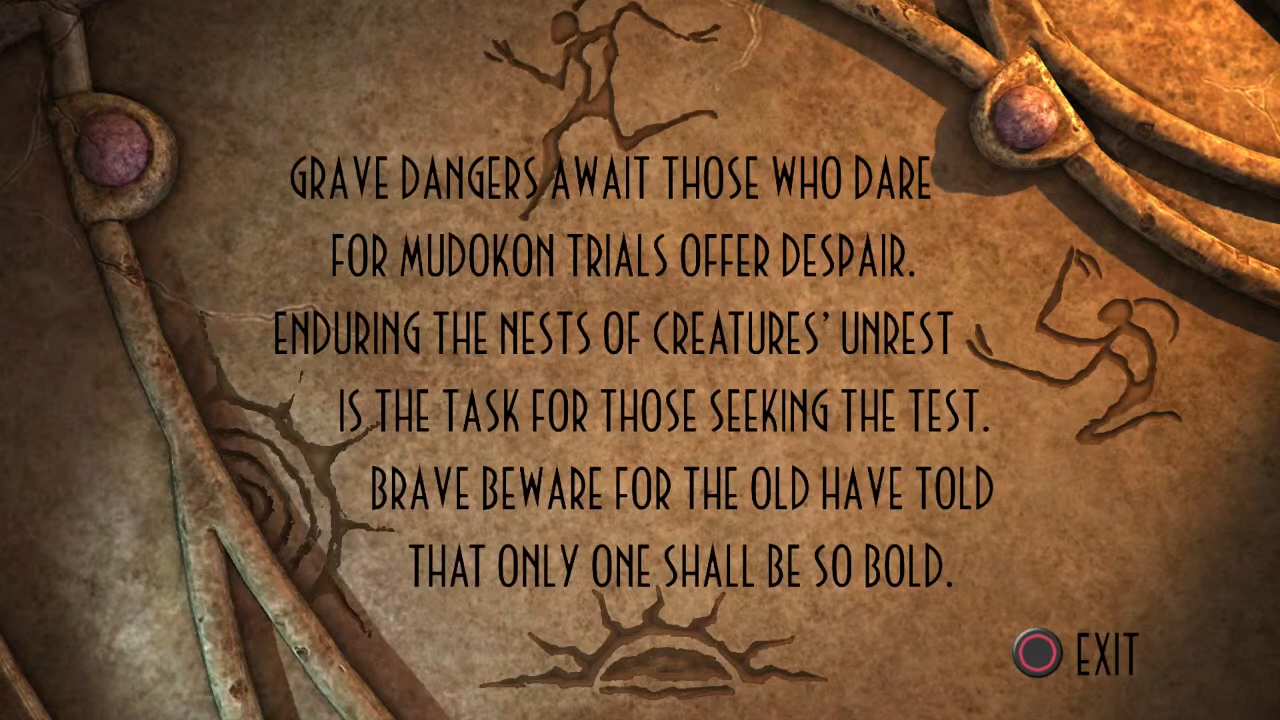 GRAVE DANGERS AWAIT THOSE WHO DARE
FOR MUDOKON TRIALS OFFER DESPAIR.
ENDURING THE NESTS OF CREATURES' UNREST
IS THE TASK FOR THOSE SEEKING THE TEST.
BRAVE BEWARE FOR THE OLD HAVE TOLD
THAT ONLY ONE SHALL BE SO BOLD.
EXIT